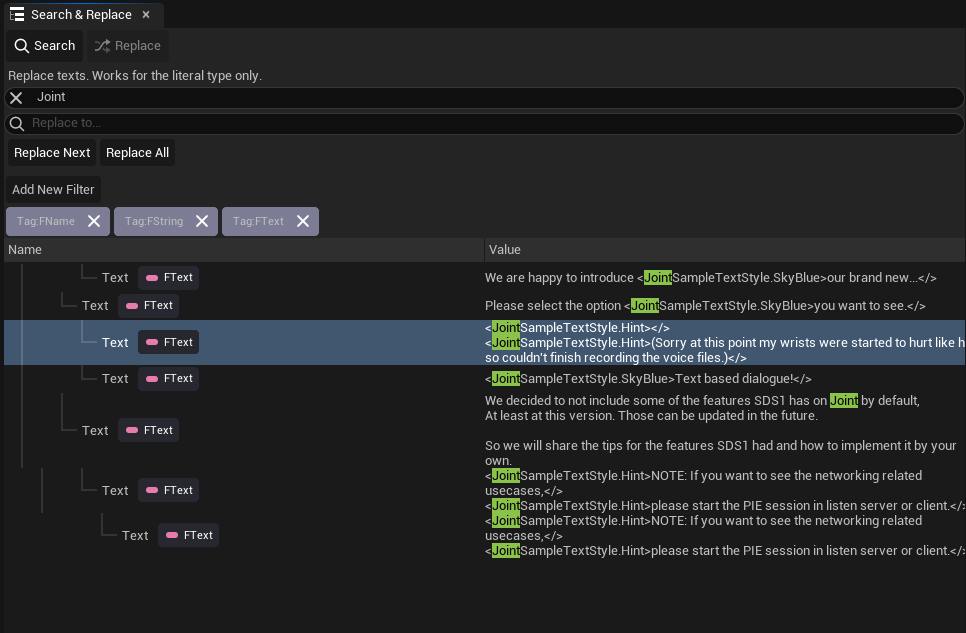 Search & Replace
Search Replace
Replace texts. Works for the literal type only.
Joint
Replace to...
Replace Next Replace All
Add New Filter
Tag:FName Tag:FString Tag:FText
Name Value
Text FText We are happy to introduce <JointSampleTextStyle.SkyBlue>our brand new...</>
Text FText Please select the option <JointSampleTextStyle.SkyBlue>you want to see.</>
<JointSampleTextStyle.Hint></>
Text FText <JointSampleTextStyle.Hint>(Sorry at this point my wrists were started to hurt like h
so couldn't finish recording the voice files.)</>
Text FText <JointSampleTextStyle.SkyBlue>Text based dialogue!</>
We decided to not include some of the features SDS1 has on Joint by default,
At least at this version. Those can be updated in the future.
Text FText
So we will share the tips for the features SDS1 had and how to implement it by your
own.
<JointSampleTextStyle.Hint>NOTE: If you want to see the networking related
Text FText usecases,</>
<JointSampleTextStyle.Hint>please start the PIE session in listen server or client.</>
<JointSampleTextStyle.Hint>NOTE: If you want to see the networking related
Text FText usecases,</>
<JointSampleTextStyle.Hint>please start the PIE session in listen server or client.</>